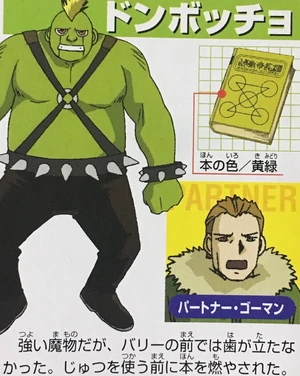 ドンボッチョ
本の色／黄緑
PARTNER
パートナー・ゴーマン
強い魔物だが、バリーの前では歯が立たな
かった。じゅつを使う前に本を燃やされた。